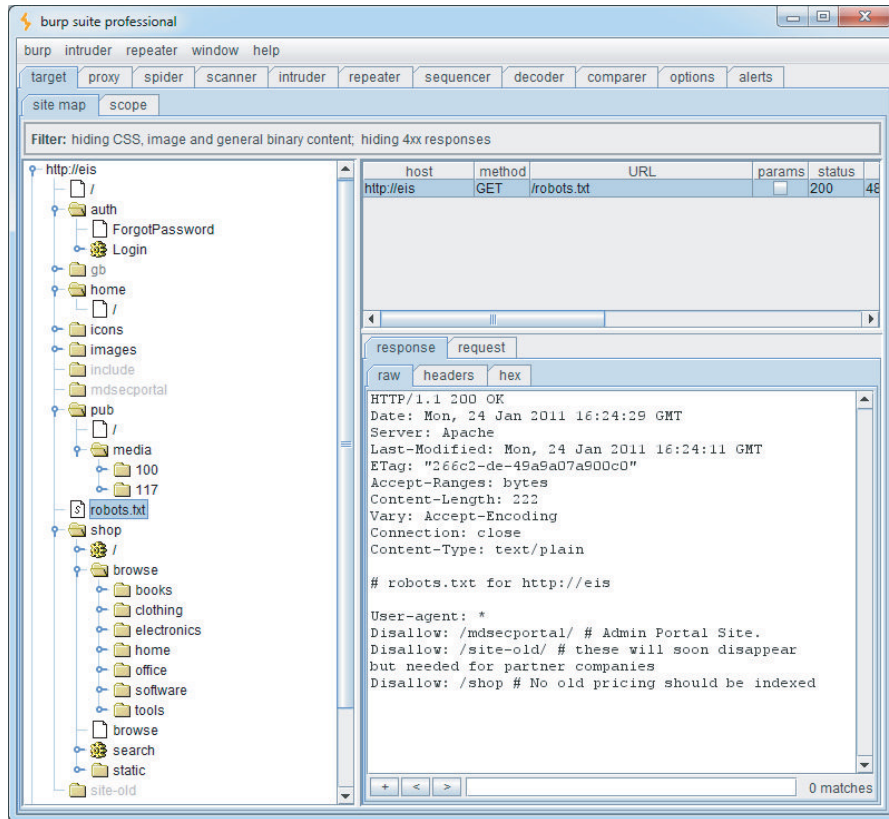 burp suite professional
burp intruder repeater window help
target proxy spider scanner intruder repeater sequencer decoder comparer options alerts
site map scope
Filter: hiding CSS, image and general binary content; hiding 4xx responses
http://eis
/
auth
ForgotPassword
Login
gb
home
/
icons
images
include
mdsecportal
pub
/
media
100
117
robots.txt
shop
/
browse
books
clothing
electronics
home
office
software
tools
browse
search
static
site-old
host method URL params status
http://eis GET /robots.txt 200 48
response request
raw headers hex
HTTP/1.1 200 OK
Date: Mon, 24 Jan 2011 16:24:29 GMT
Server: Apache
Last-Modified: Mon, 24 Jan 2011 16:24:11 GMT
ETag: "266c2-de-49a9a07a900c0"
Accept-Ranges: bytes
Content-Length: 222
Vary: Accept-Encoding
Connection: close
Content-Type: text/plain
# robots.txt for http://eis
User-agent: *
Disallow: /mdsecportal/ # Admin Portal Site.
Disallow: /site-old/ # these will soon disappear
but needed for partner companies
Disallow: /shop # No old pricing should be indexed
+ < > 0 matches